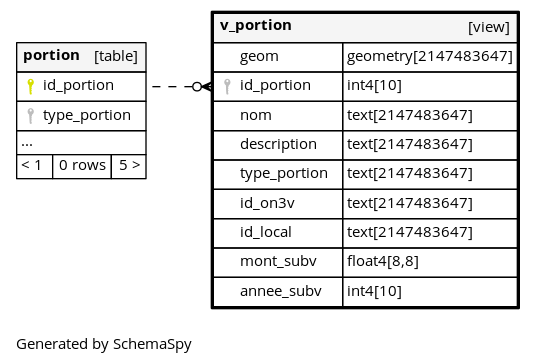 portion [table]
id_portion
type_portion
...
< 1 0 rows 5 >
v_portion [view]
geom geometry[2147483647]
id_portion int4[10]
nom text[2147483647]
description text[2147483647]
type_portion text[2147483647]
id_on3v text[2147483647]
id_local text[2147483647]
mont_subv float4[8,8]
annee_subv int4[10]
Generated by SchemaSpy